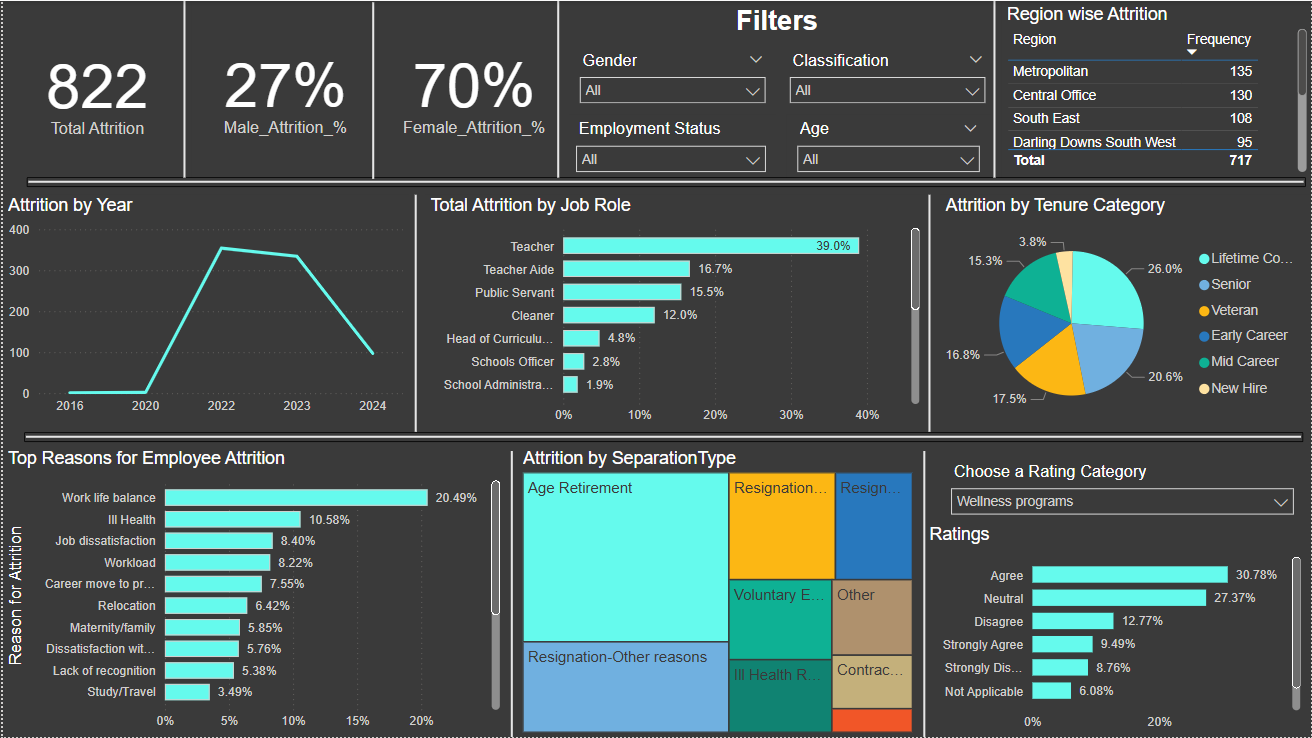 822
Total Attrition
27%
Male_Attrition_%
70%
Female_Attrition_%
Filters
Gender
All
Classification
All
Employment Status
All
Age
All
Region wise Attrition
Region Frequency
Metropolitan 135
Central Office 130
South East 108
Darling Downs South West 95
Total 717
Attrition by Year
400
300
200
100
0
2016 2020 2022 2023 2024
Total Attrition by Job Role
Teacher 39.0%
Teacher Aide 16.7%
Public Servant 15.5%
Cleaner 12.0%
Head of Curriculu... 4.8%
Schools Officer 2.8%
School Administra... 1.9%
0% 10% 20% 30% 40%
Attrition by Tenure Category
3.8%
15.3%
26.0%
16.8%
20.6%
17.5%
Lifetime Co...
Senior
Veteran
Early Career
Mid Career
New Hire
Top Reasons for Employee Attrition
Reason for Attrition
Work life balance 20.49%
Ill Health 10.58%
Job dissatisfaction 8.40%
Workload 8.22%
Career move to pr... 7.55%
Relocation 6.42%
Maternity/family 5.85%
Dissatisfaction wit... 5.76%
Lack of recognition 5.38%
Study/Travel 3.49%
0% 5% 10% 15% 20%
Attrition by SeparationType
Age Retirement
Resignation-Other reasons
Resignation...
Resign...
Voluntary E...
Other
Ill Health R...
Contrac...
Choose a Rating Category
Wellness programs
Ratings
Agree 30.78%
Neutral 27.37%
Disagree 12.77%
Strongly Agree 9.49%
Strongly Dis... 8.76%
Not Applicable 6.08%
0% 20%